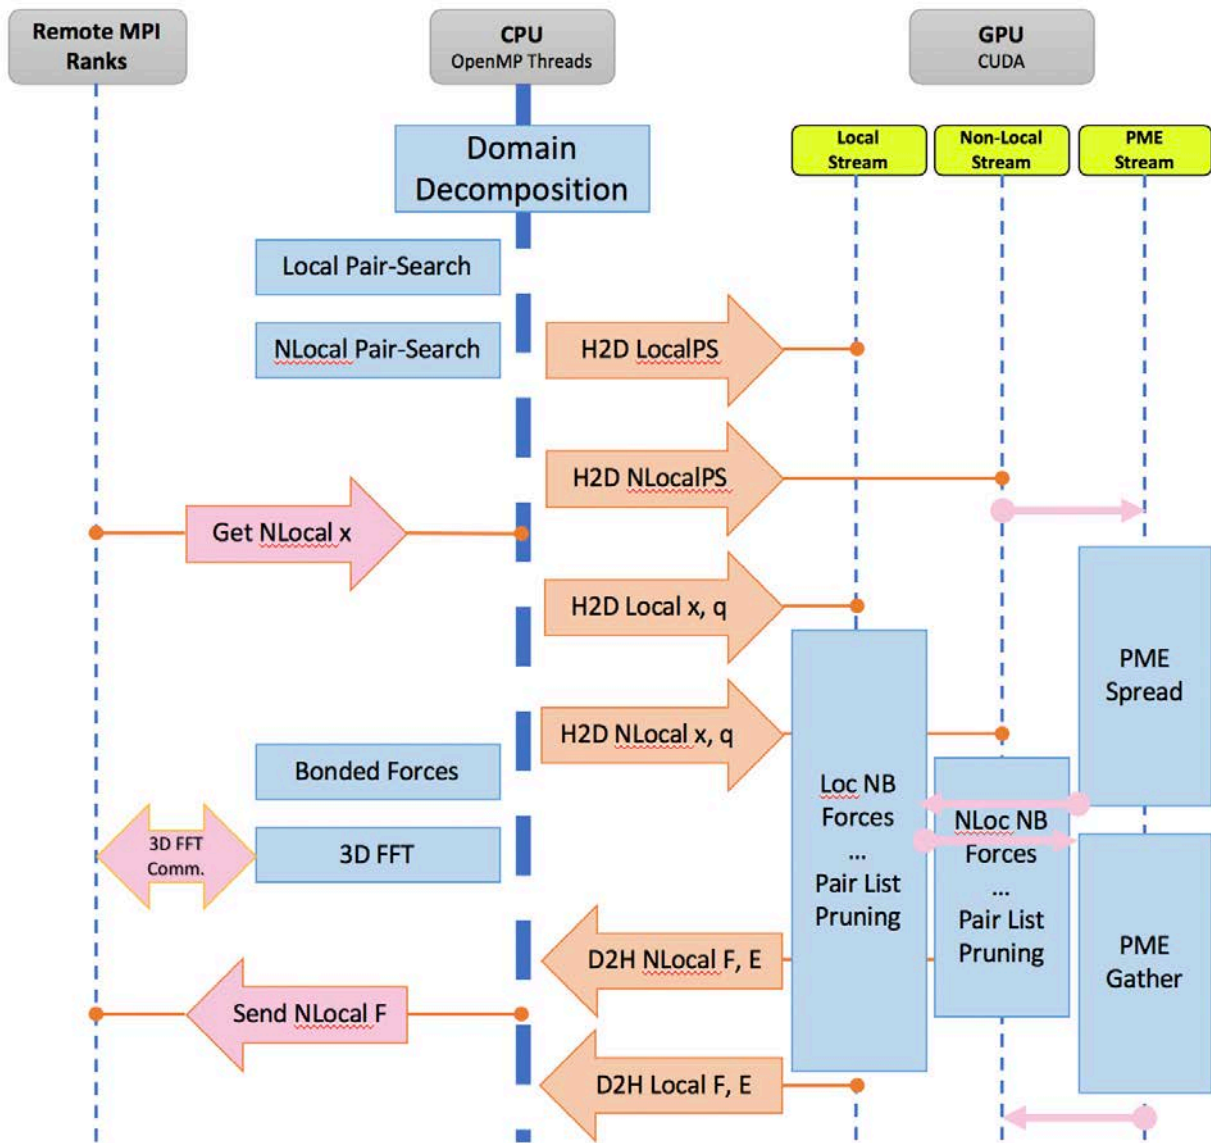 Remote MPI
Ranks
CPU
OpenMP Threads
GPU
CUDA
Local
Stream
Non-Local
Stream
PME
Stream
Domain
Decomposition
Local Pair-Search
NLocal Pair-Search
H2D LocalPS
H2D NLocalPS
Get NLocal x
H2D Local x, q
PME
Spread
H2D NLocal x, q
Bonded Forces
Loc NB
Forces
...
Pair List
Pruning
NLoc NB
Forces
...
Pair List
Pruning
3D FFT
Comm.
3D FFT
PME
Gather
D2H NLocal F, E
Send NLocal F
D2H Local F, E